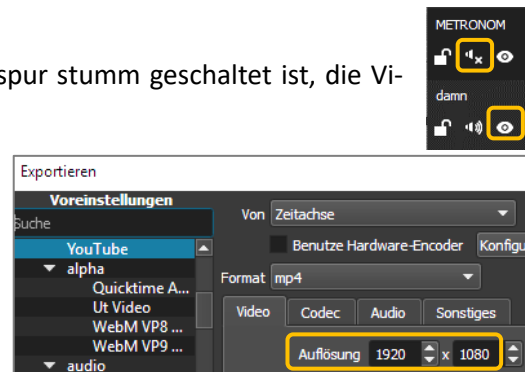 METRONOM
spur stumm geschaltet ist, die Vi-
damn
Exportieren
Voreinstellungen
Suche
Von Zeitachse
YouTube
Benutze Hardware-Encoder Konfigu
alpha
Quicktime A...
Format mp4
Ut Video
WebM VP8 ...
Video Codec Audio Sonstiges
WebM VP9 ...
Auflösung 1920 x 1080
audio